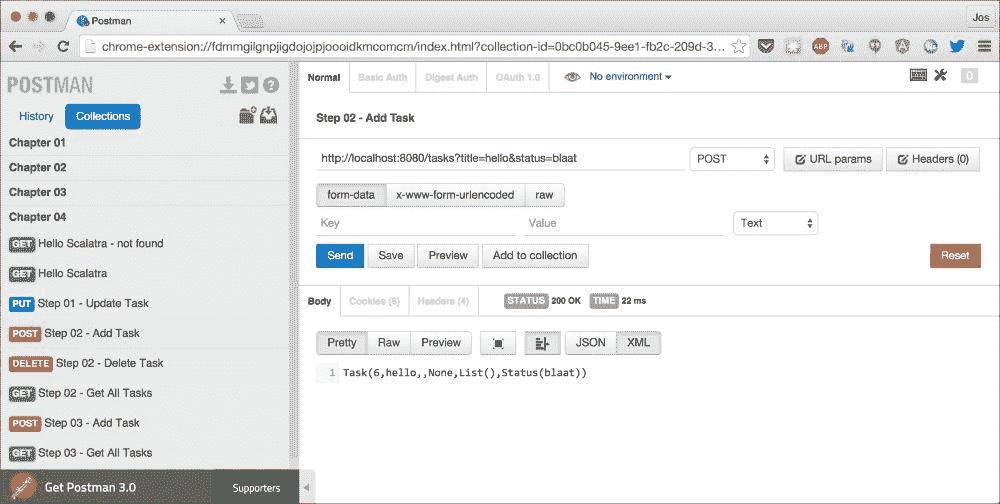 Postman
Jos
chrome-extension://fdmmgilgnpjigdojojpjoooidkmcomcm/index.html?collection-id=0bc0b045-9ee1-fb2c-209d-3...
ABP
POSTMAN
History
Collections
Chapter 01
Chapter 02
Chapter 03
Chapter 04
GET Hello Scalatra - not found
GET Hello Scalatra
PUT Step 01 - Update Task
POST Step 02 - Add Task
DELETE Step 02 - Delete Task
GET Step 02 - Get All Tasks
POST Step 03 - Add Task
GET Step 03 - Get All Tasks
Get Postman 3.0
Supporters
Normal
Basic Auth
Digest Auth
OAuth 1.0
No environment
0
Step 02 - Add Task
http://localhost:8080/tasks?title=hello&status=blaat
POST
URL params
Headers (0)
form-data
x-www-form-urlencoded
raw
Key
Value
Text
Send
Save
Preview
Add to collection
Reset
Body
Cookies (6)
Headers (4)
STATUS 200 OK
TIME 22 ms
Pretty
Raw
Preview
JSON
XML
1 Task(6,hello,,None,List(),Status(blaat))